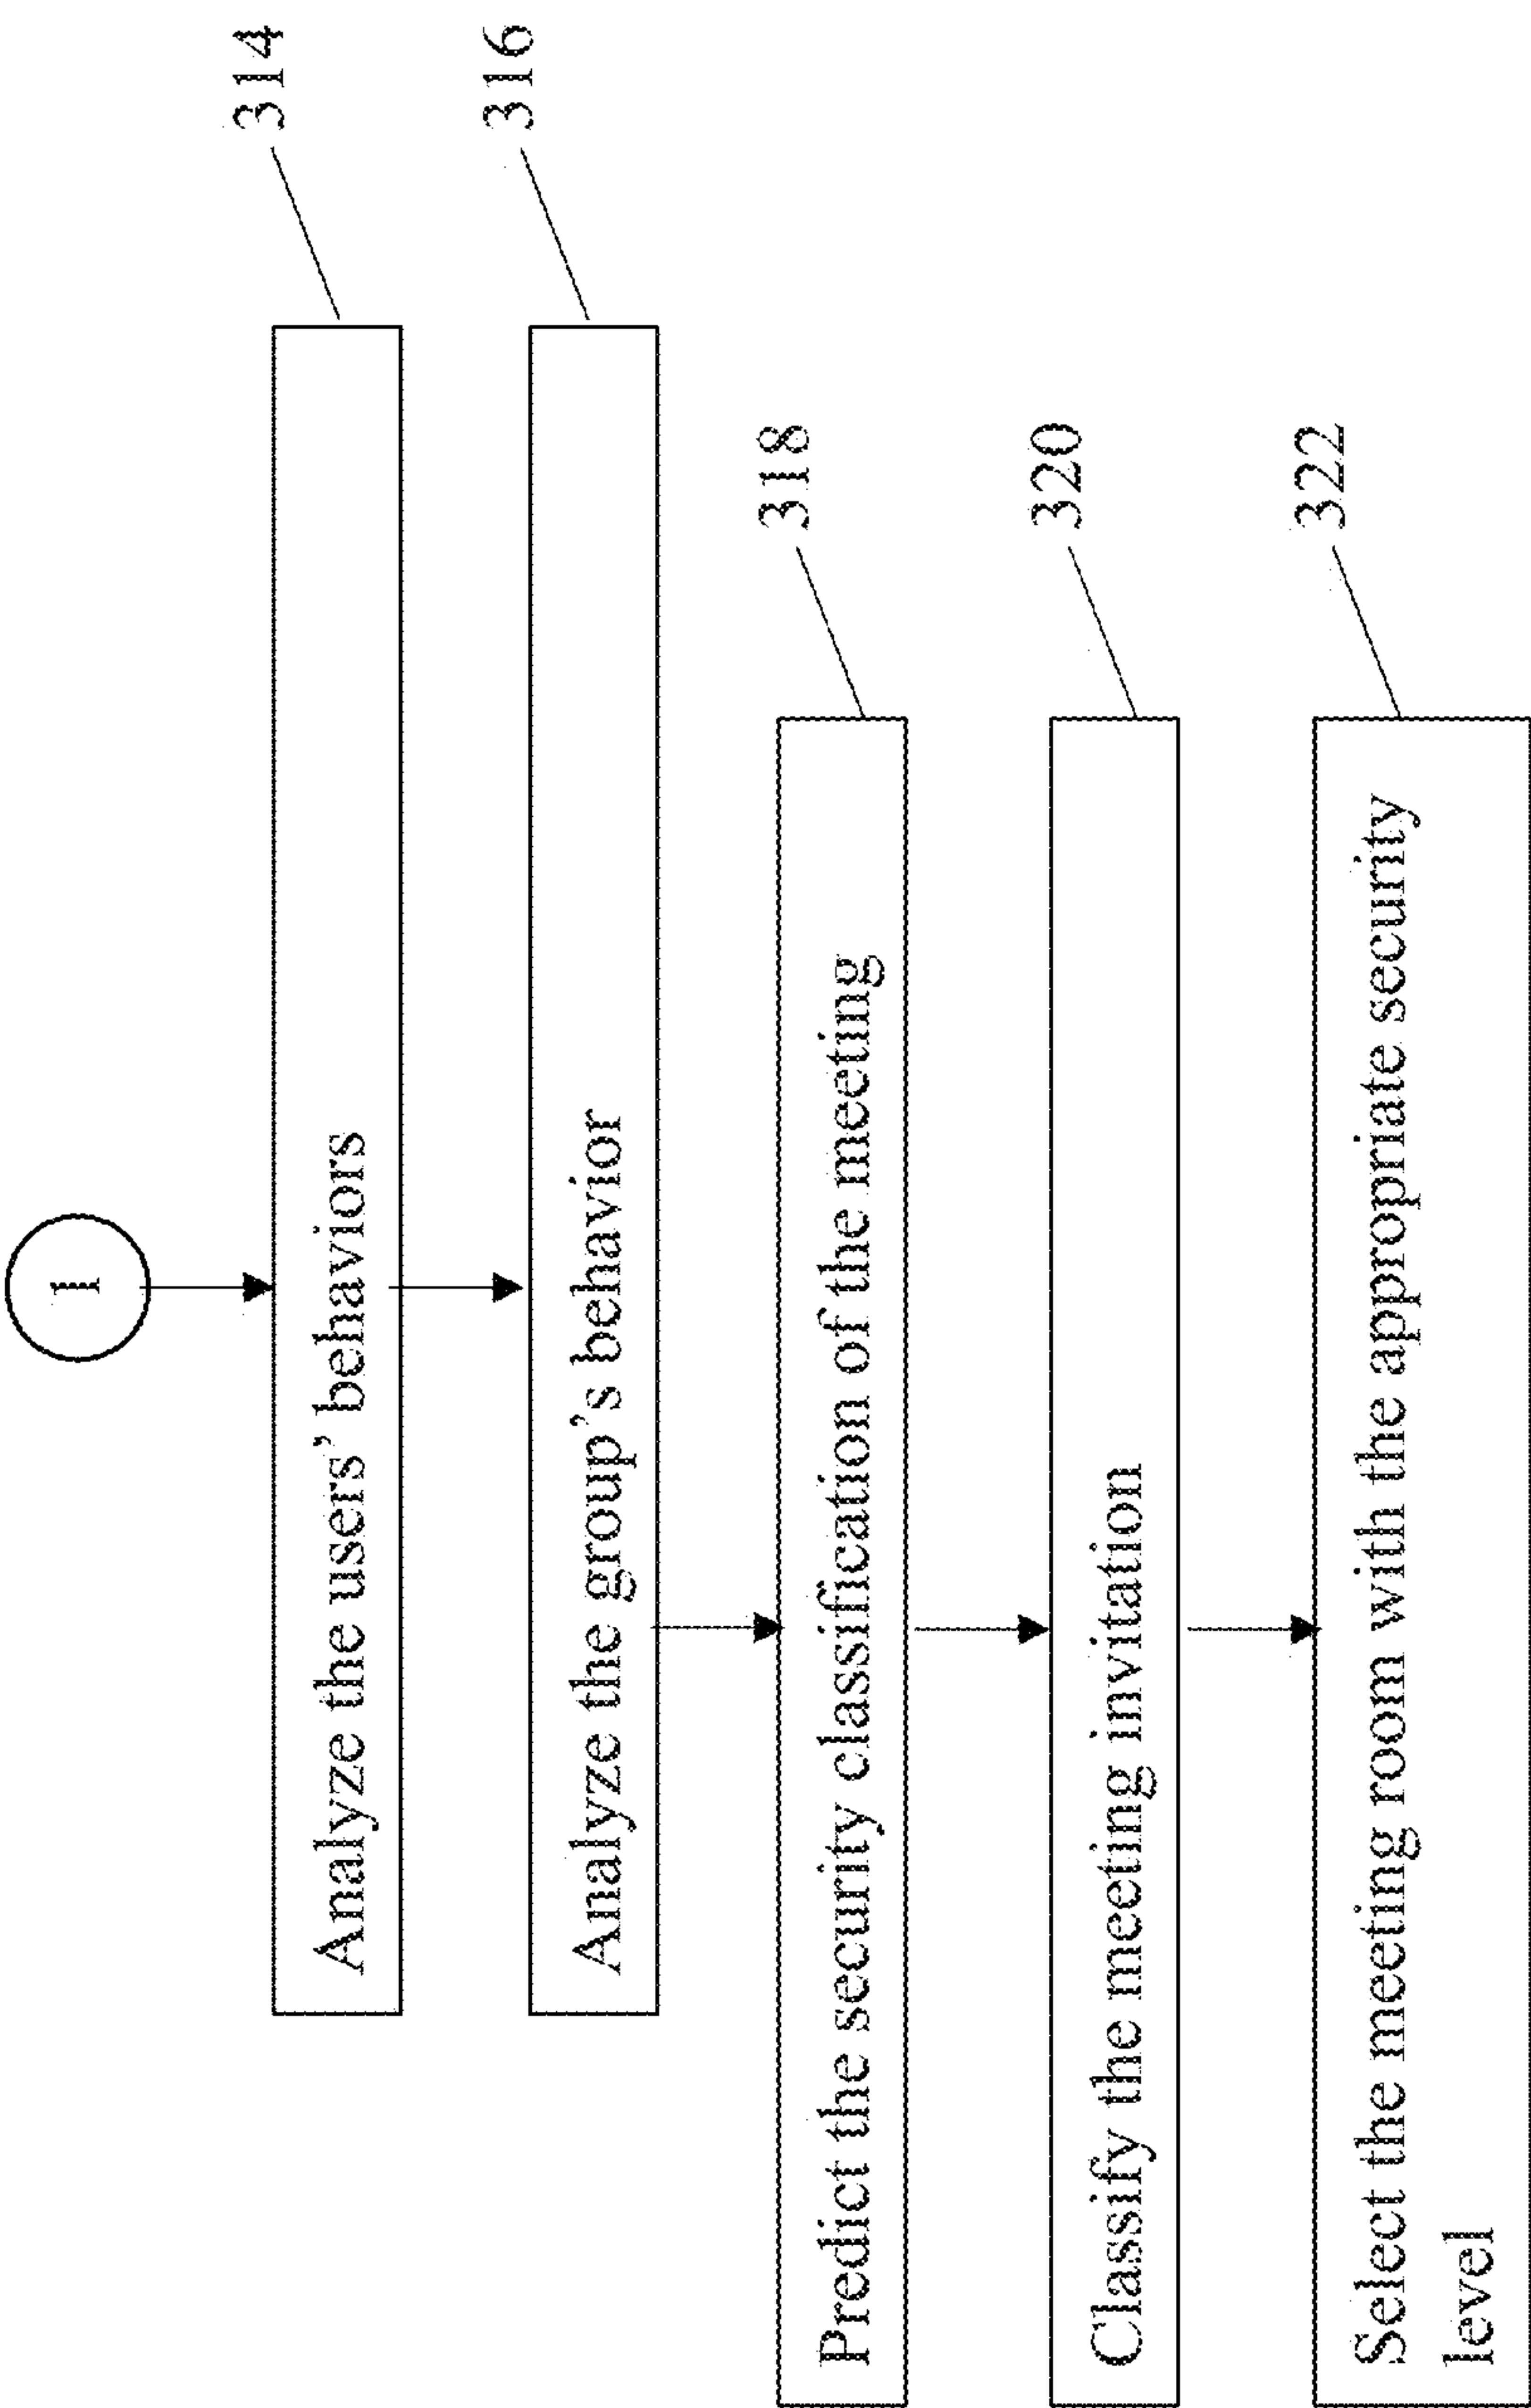 1
Analyze the users’ behaviors
314
Analyze the group’s behavior
316
Predict the security classification of the meeting
318
Classify the meeting invitation
320
Select the meeting room with the appropriate security
level
322